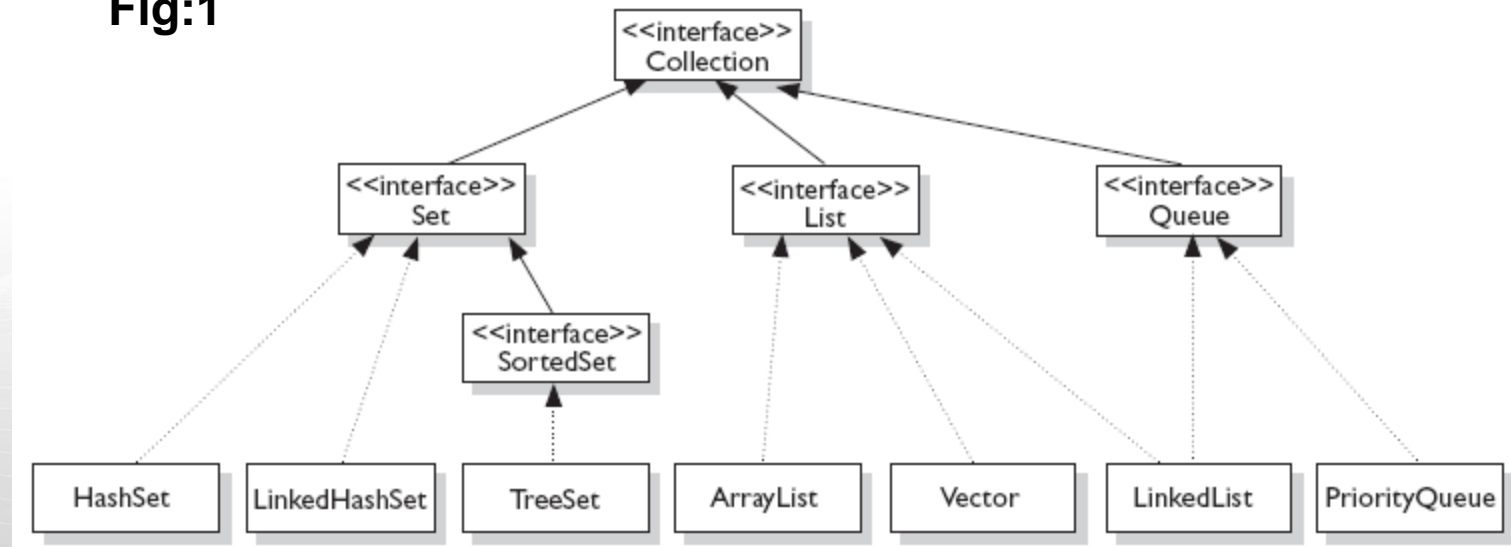 Fig:1
<<interface>>
Collection
<<interface>>
Set
<<interface>>
List
<<interface>>
Queue
<<interface>>
SortedSet
HashSet
LinkedHashSet
TreeSet
ArrayList
Vector
LinkedList
PriorityQueue